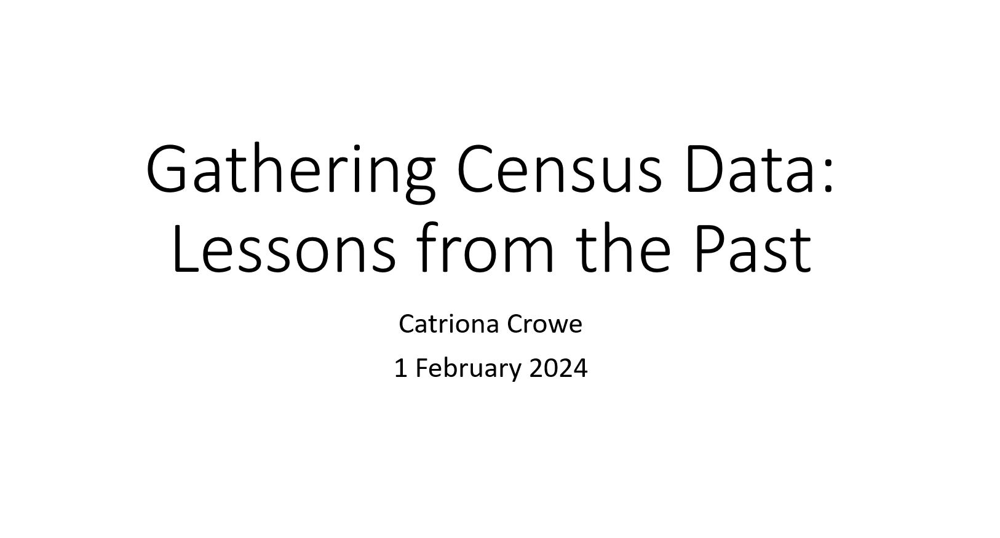 Gathering Census Data:
Lessons from the Past
Catriona Crowe
1 February 2024